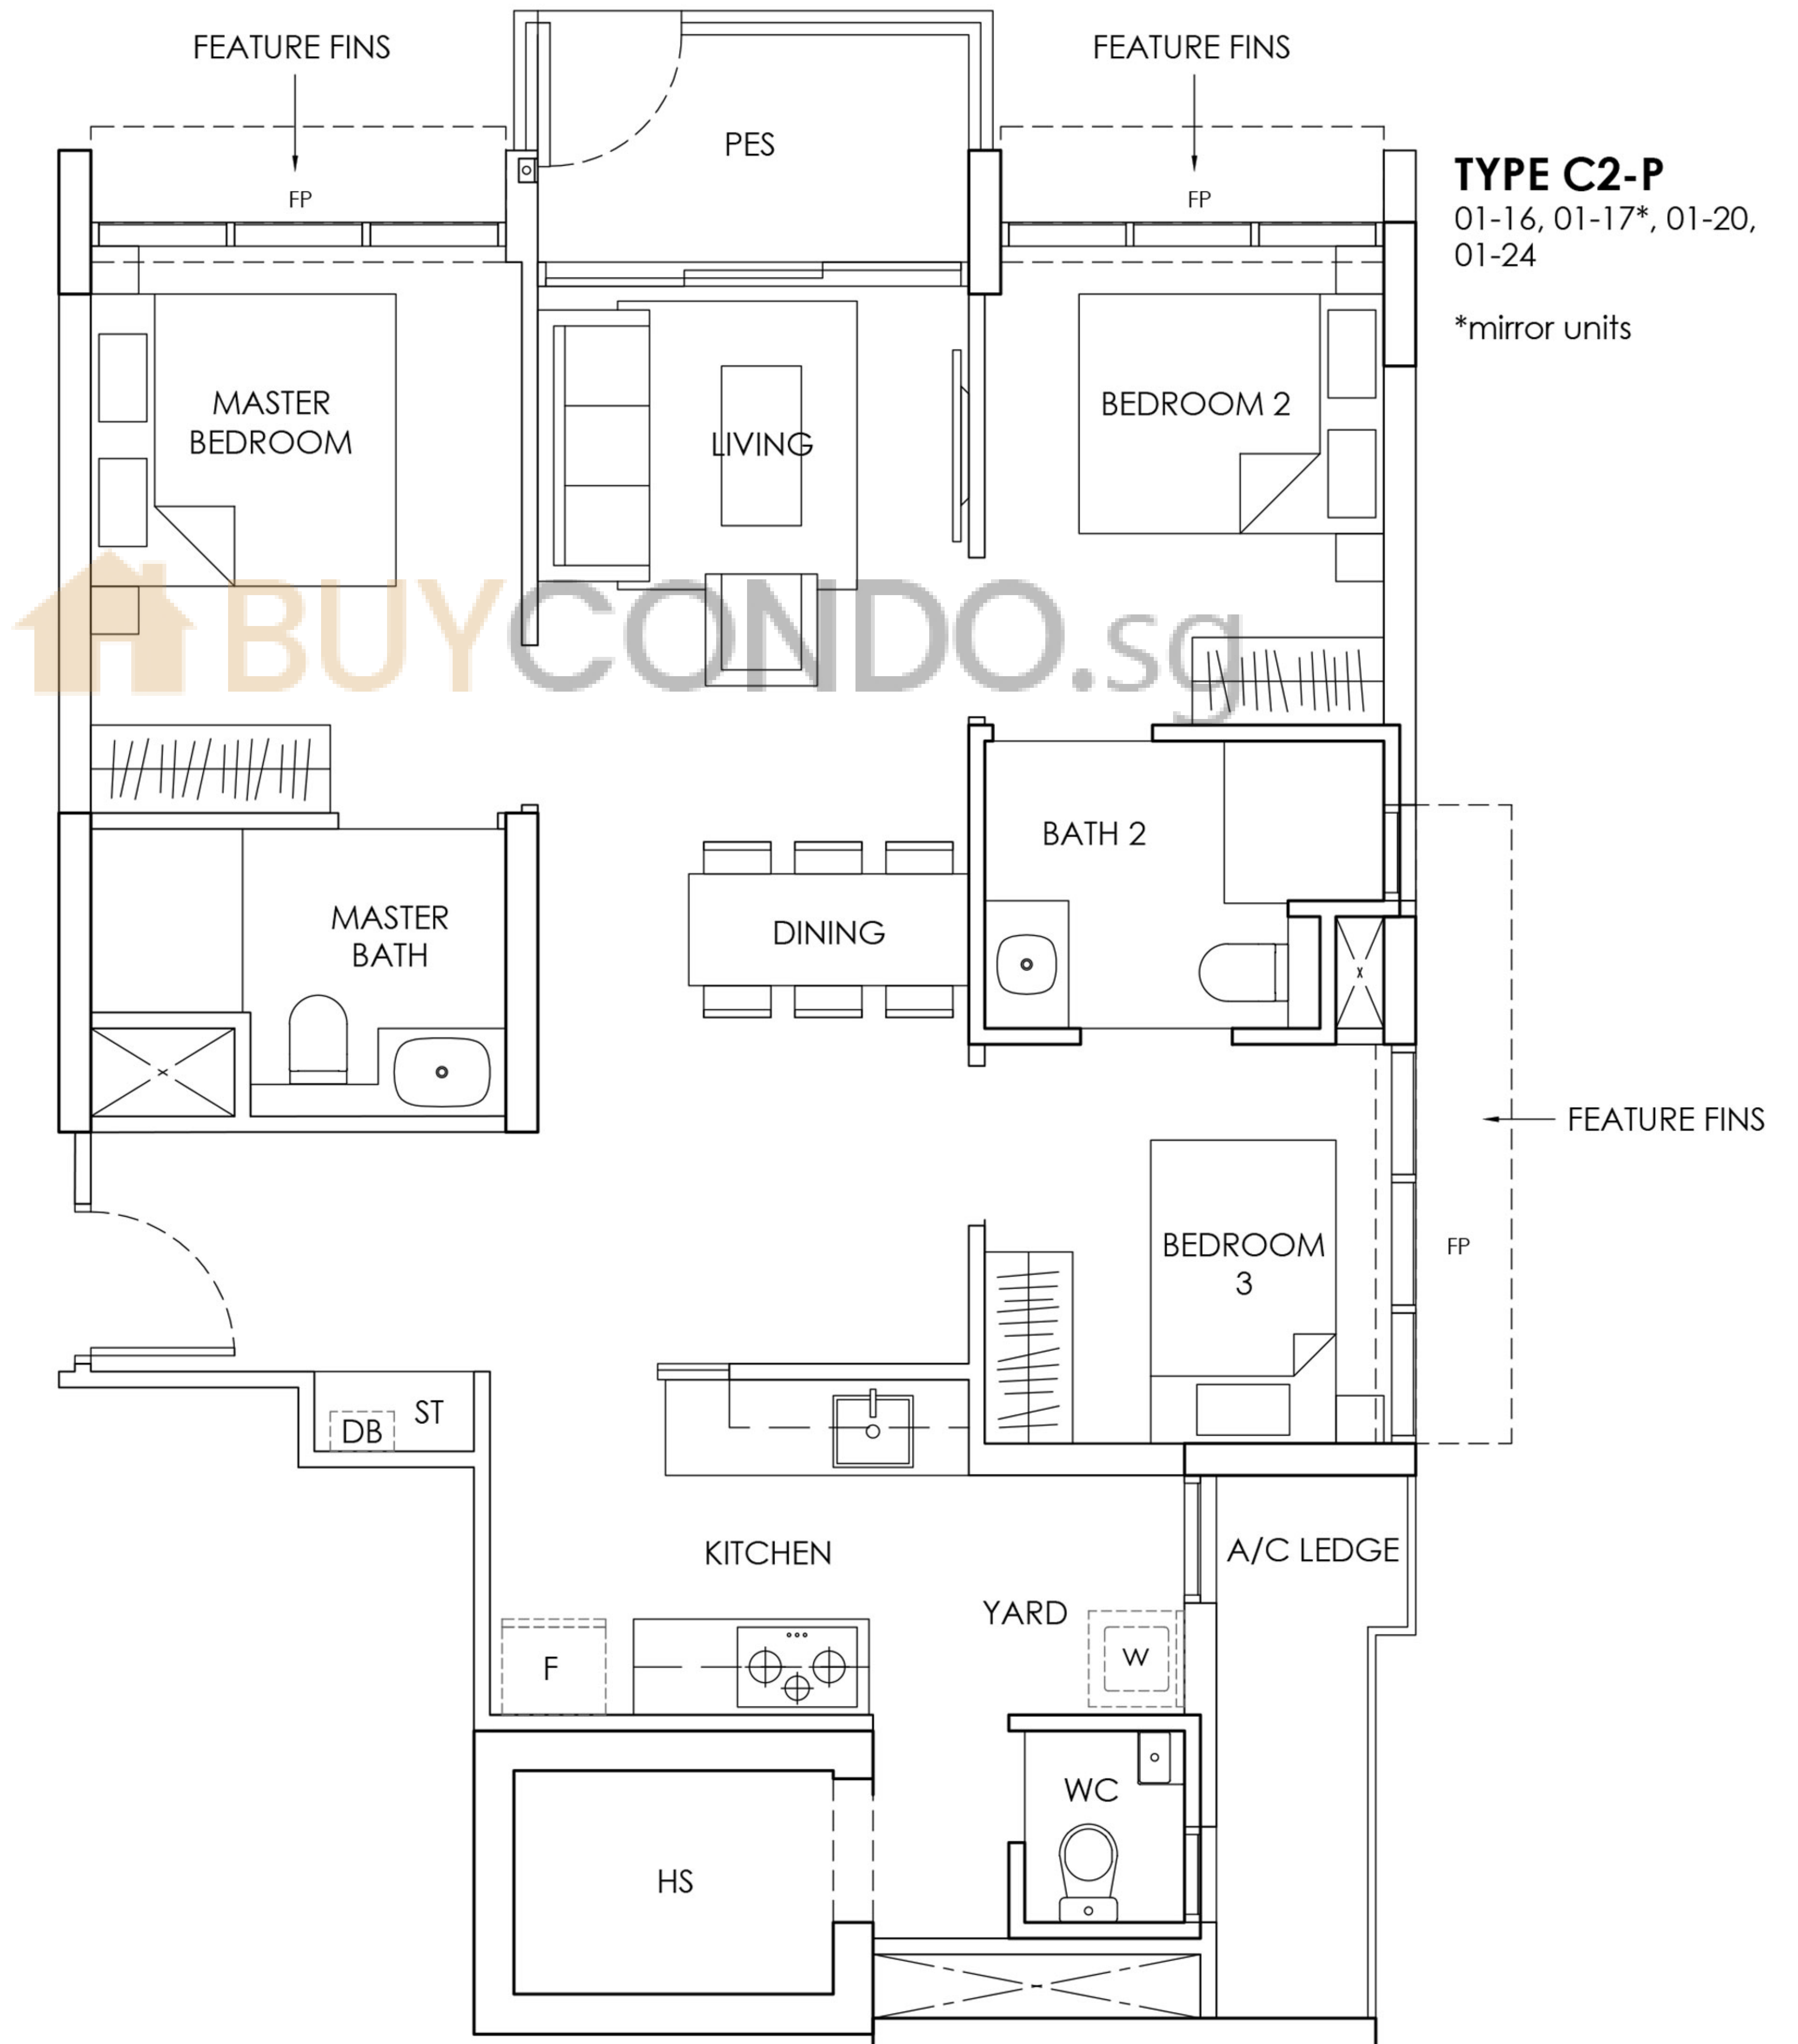 FEATURE FINS
FEATURE FINS
PES
FP
FP
TYPE C2-P
01-16, 01-17*, 01-20,
01-24
*mirror units
MASTER
BEDROOM
LIVING
BEDROOM 2
BUYCONDO.sg
BATH 2
MASTER
BATH
DINING
FEATURE FINS
BEDROOM
3
FP
ST
DB
KITCHEN
A/C LEDGE
YARD
F
W
WC
HS